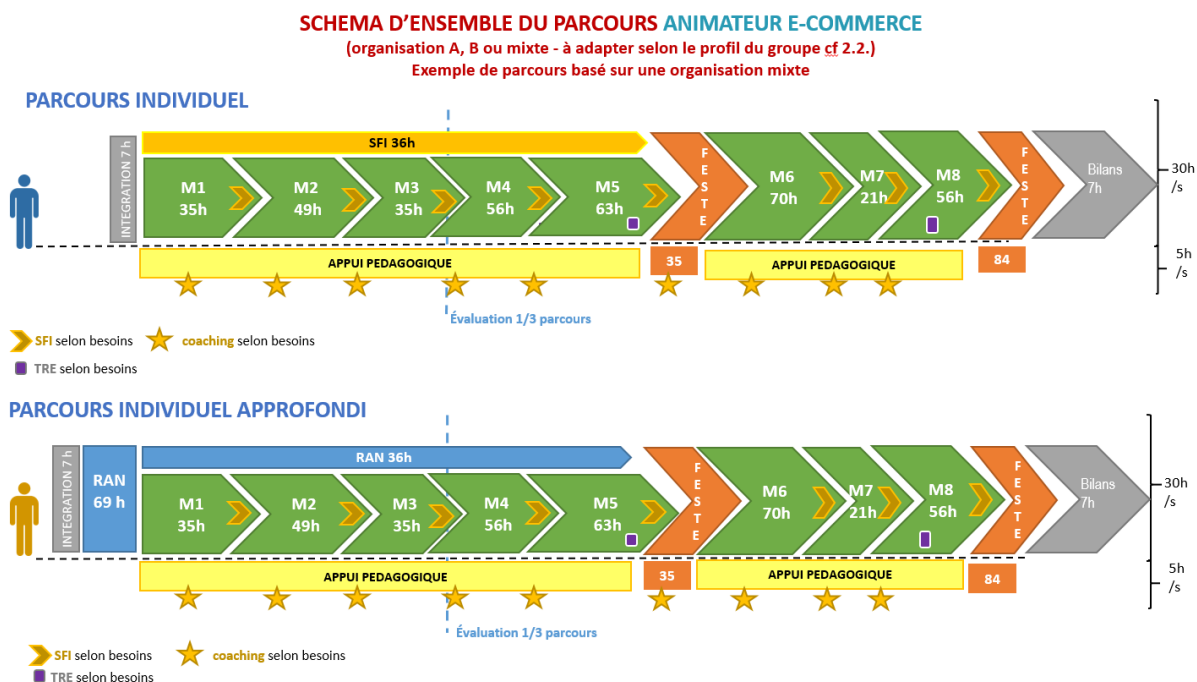 SCHEMA D'ENSEMBLE DU PARCOURS ANIMATEUR E-COMMERCE
(organisation A, B ou mixte - à adapter selon le profil du groupe cf 2.2.)
Exemple de parcours basé sur une organisation mixte
PARCOURS INDIVIDUEL
INTEGRATION 7 h
SFI 36h
M1
35h
M2
49h
M3
35h
M4
56h
M5
63h
FESTE
M6
70h
M7
21h
M8
56h
FESTE
Bilans
7h
30h
/s
APPUI PEDAGOGIQUE
35
APPUI PEDAGOGIQUE
84
5h
/s
Évaluation 1/3 parcours
SFI selon besoins
coaching selon besoins
TRE selon besoins
PARCOURS INDIVIDUEL APPROFONDI
INTEGRATION 7 h
RAN
69 h
RAN 36h
M1
35h
M2
49h
M3
35h
M4
56h
M5
63h
FESTE
M6
70h
M7
21h
M8
56h
FESTE
Bilans
7h
30h
/s
APPUI PEDAGOGIQUE
35
APPUI PEDAGOGIQUE
84
5h
/s
Évaluation 1/3 parcours
SFI selon besoins
coaching selon besoins
TRE selon besoins